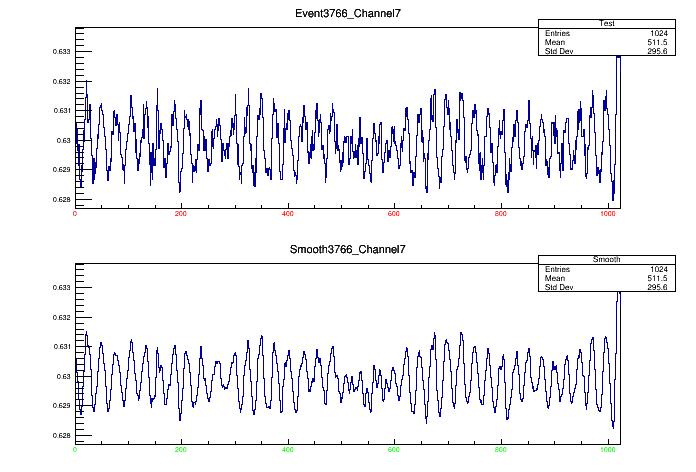 Event3766_Channel7
Test
Entries 1024
Mean 511.5
Std Dev 295.6
0.633
0.632
0.631
0.63
0.629
0.628
0 200 400 600 800 1000
Smooth3766_Channel7
Smooth
Entries 1024
Mean 511.5
Std Dev 295.6
0.633
0.632
0.631
0.63
0.629
0.628
0 200 400 600 800 1000